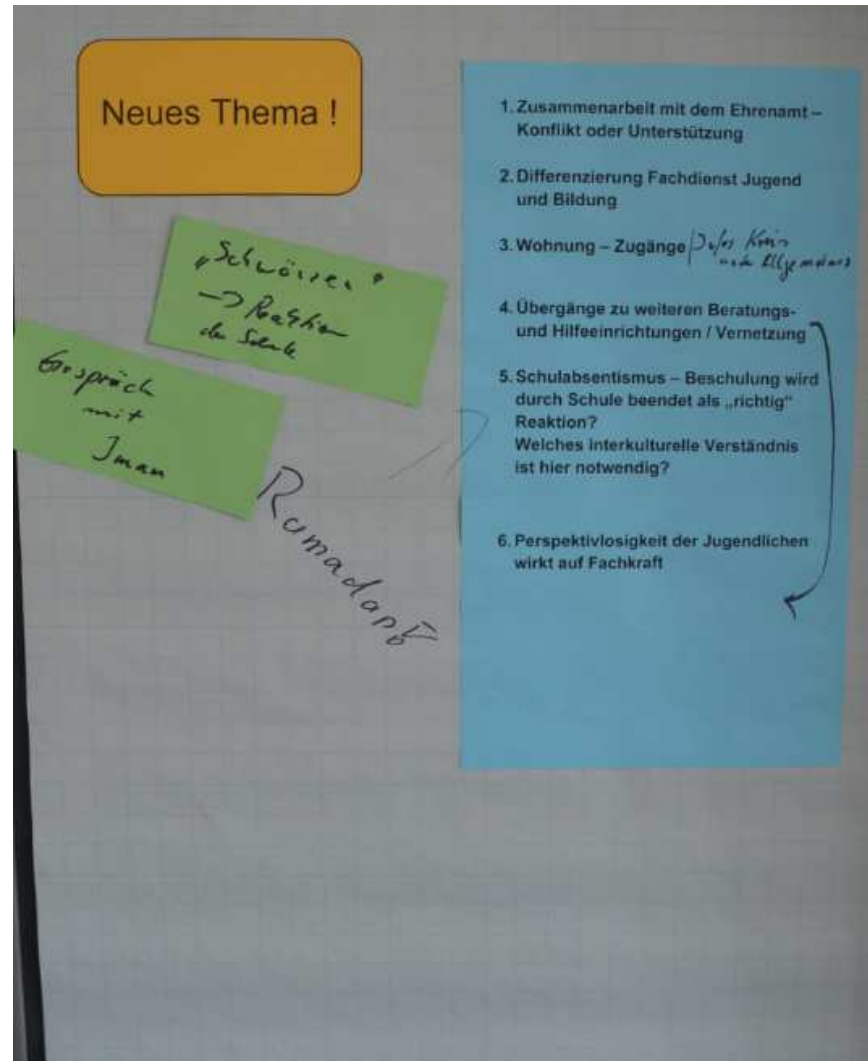 Neues Thema !
„Schwören“
-> Reaktion
der Schule
Gespräch
mit
Iman
Ramadan
1. Zusammenarbeit mit dem Ehrenamt –
Konflikt oder Unterstützung
2. Differenzierung Fachdienst Jugend
und Bildung
3. Wohnung – Zugänge
4. Übergänge zu weiteren Beratungs-
und Hilfeeinrichtungen / Vernetzung
5. Schulabsentismus – Beschulung wird
durch Schule beendet als „richtig“
Reaktion?
Welches interkulturelle Verständnis
ist hier notwendig?
6. Perspektivlosigkeit der Jugendlichen
wirkt auf Fachkraft